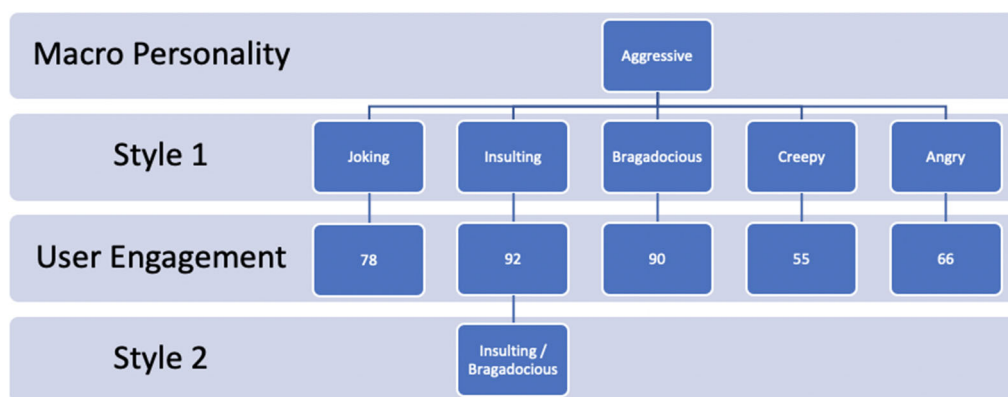 Macro Personality
Aggressive
Style 1
Joking
Insulting
Bragadocious
Creepy
Angry
User Engagement
78
92
90
55
66
Style 2
Insulting /
Bragadocious